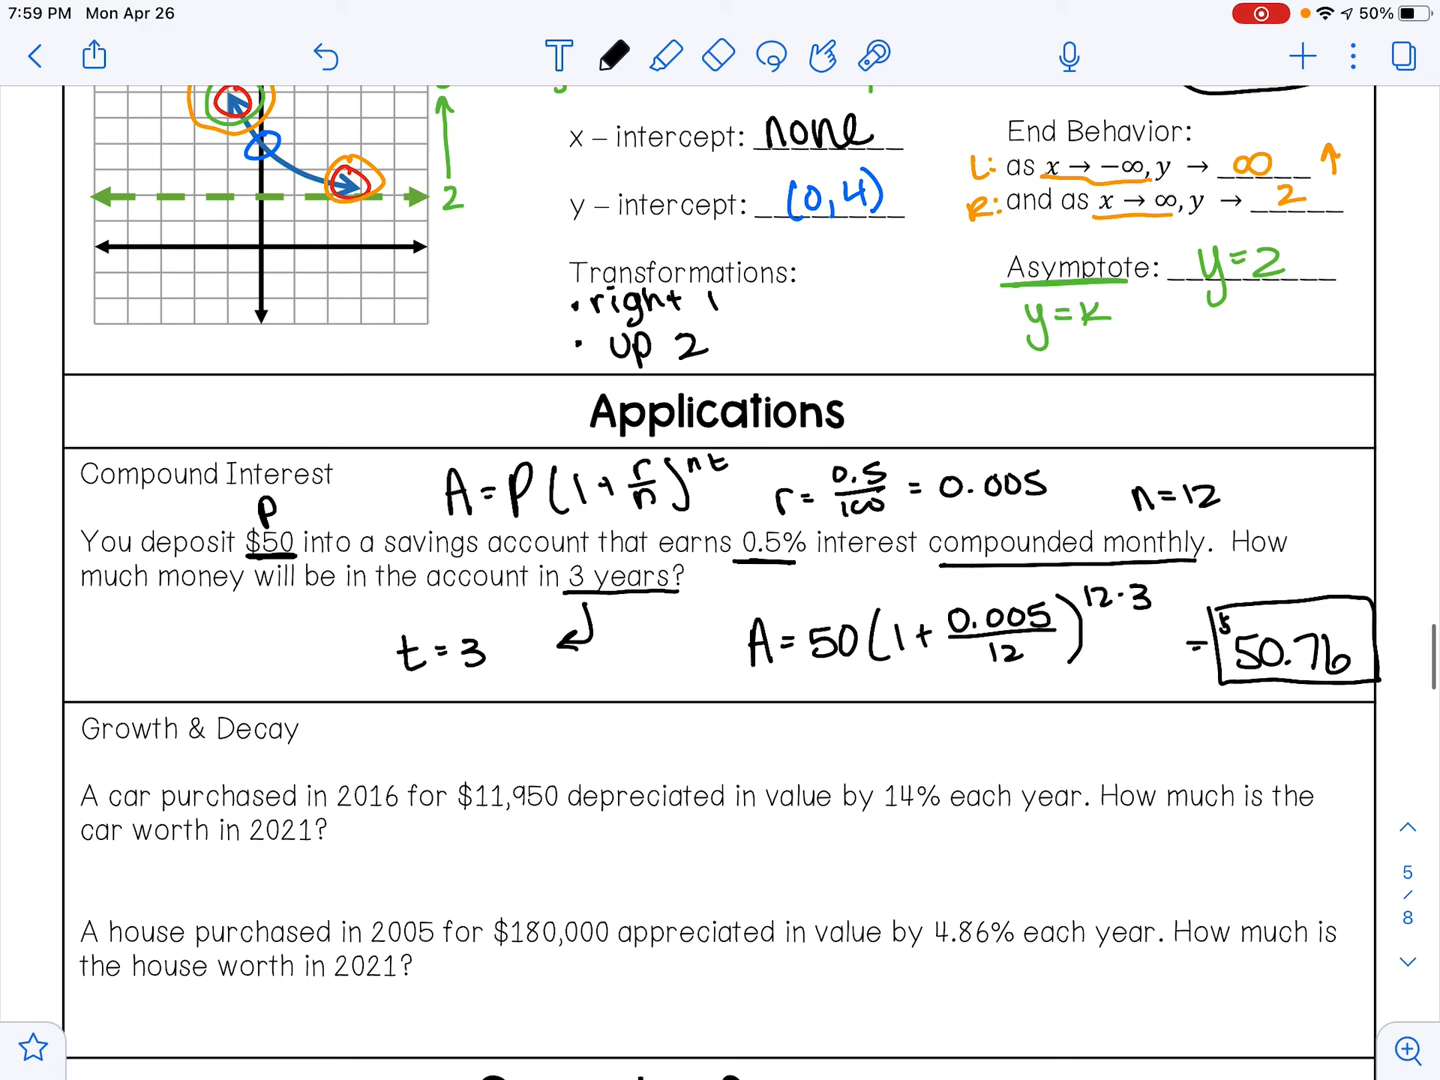 7:59 PM Mon Apr 26
50%
T
x – intercept: none
y – intercept: (0,4)
2
Transformations:
• right 1
• up 2
End Behavior:
L: as x → −∞, y → ∞ ↑
R: and as x → ∞, y → 2
Asymptote: y=2
y=k
Applications
Compound Interest
A=P(1+r/n)^nt
r= 0.5/100 = 0.005
n=12
P
You deposit $50 into a savings account that earns 0.5% interest compounded monthly. How
much money will be in the account in 3 years?
t=3
A=50(1+0.005/12)^12·3 = $50.76
Growth & Decay
A car purchased in 2016 for $11,950 depreciated in value by 14% each year. How much is the
car worth in 2021?
A house purchased in 2005 for $180,000 appreciated in value by 4.86% each year. How much is
the house worth in 2021?
5
/
8